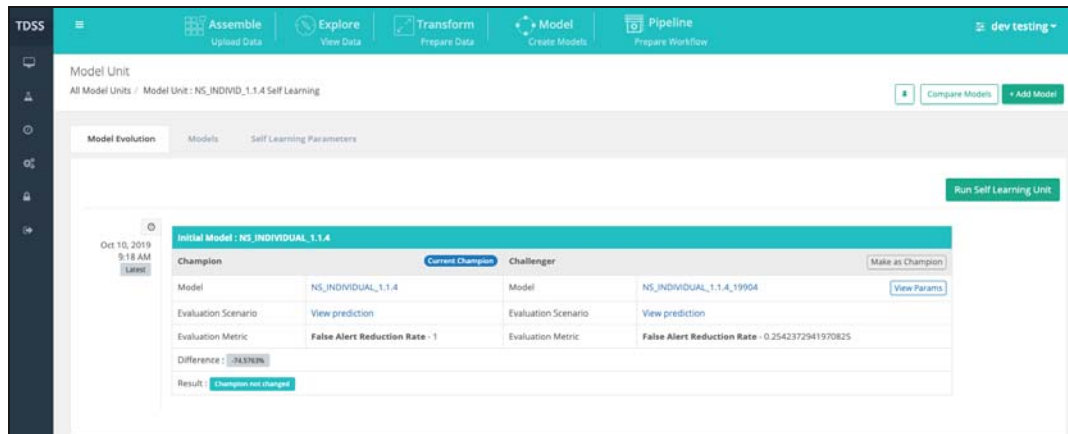 TDSS
Assemble
Upload Data
Explore
View Data
Transform
Prepare Data
Model
Create Models
Pipeline
Prepare Workflow
dev testing
Model Unit
All Model Units / Model Unit : NS_INDIVID_1.1.4 Self Learning
Compare Models
+ Add Model
Model Evolution
Models
Self Learning Parameters
Run Self Learning Unit
Oct 10, 2019
9:18 AM
Latest
Initial Model : NS_INDIVIDUAL_1.1.4
Champion
Current Champion
Challenger
Make as Champion
Model
NS_INDIVIDUAL_1.1.4
Model
NS_INDIVIDUAL_1.1.4_19904
View Params
Evaluation Scenario
View prediction
Evaluation Scenario
View prediction
Evaluation Metric
False Alert Reduction Rate - 1
Evaluation Metric
False Alert Reduction Rate - 0.2542372941970825
Difference : -74.5763%
Result : Champion not changed